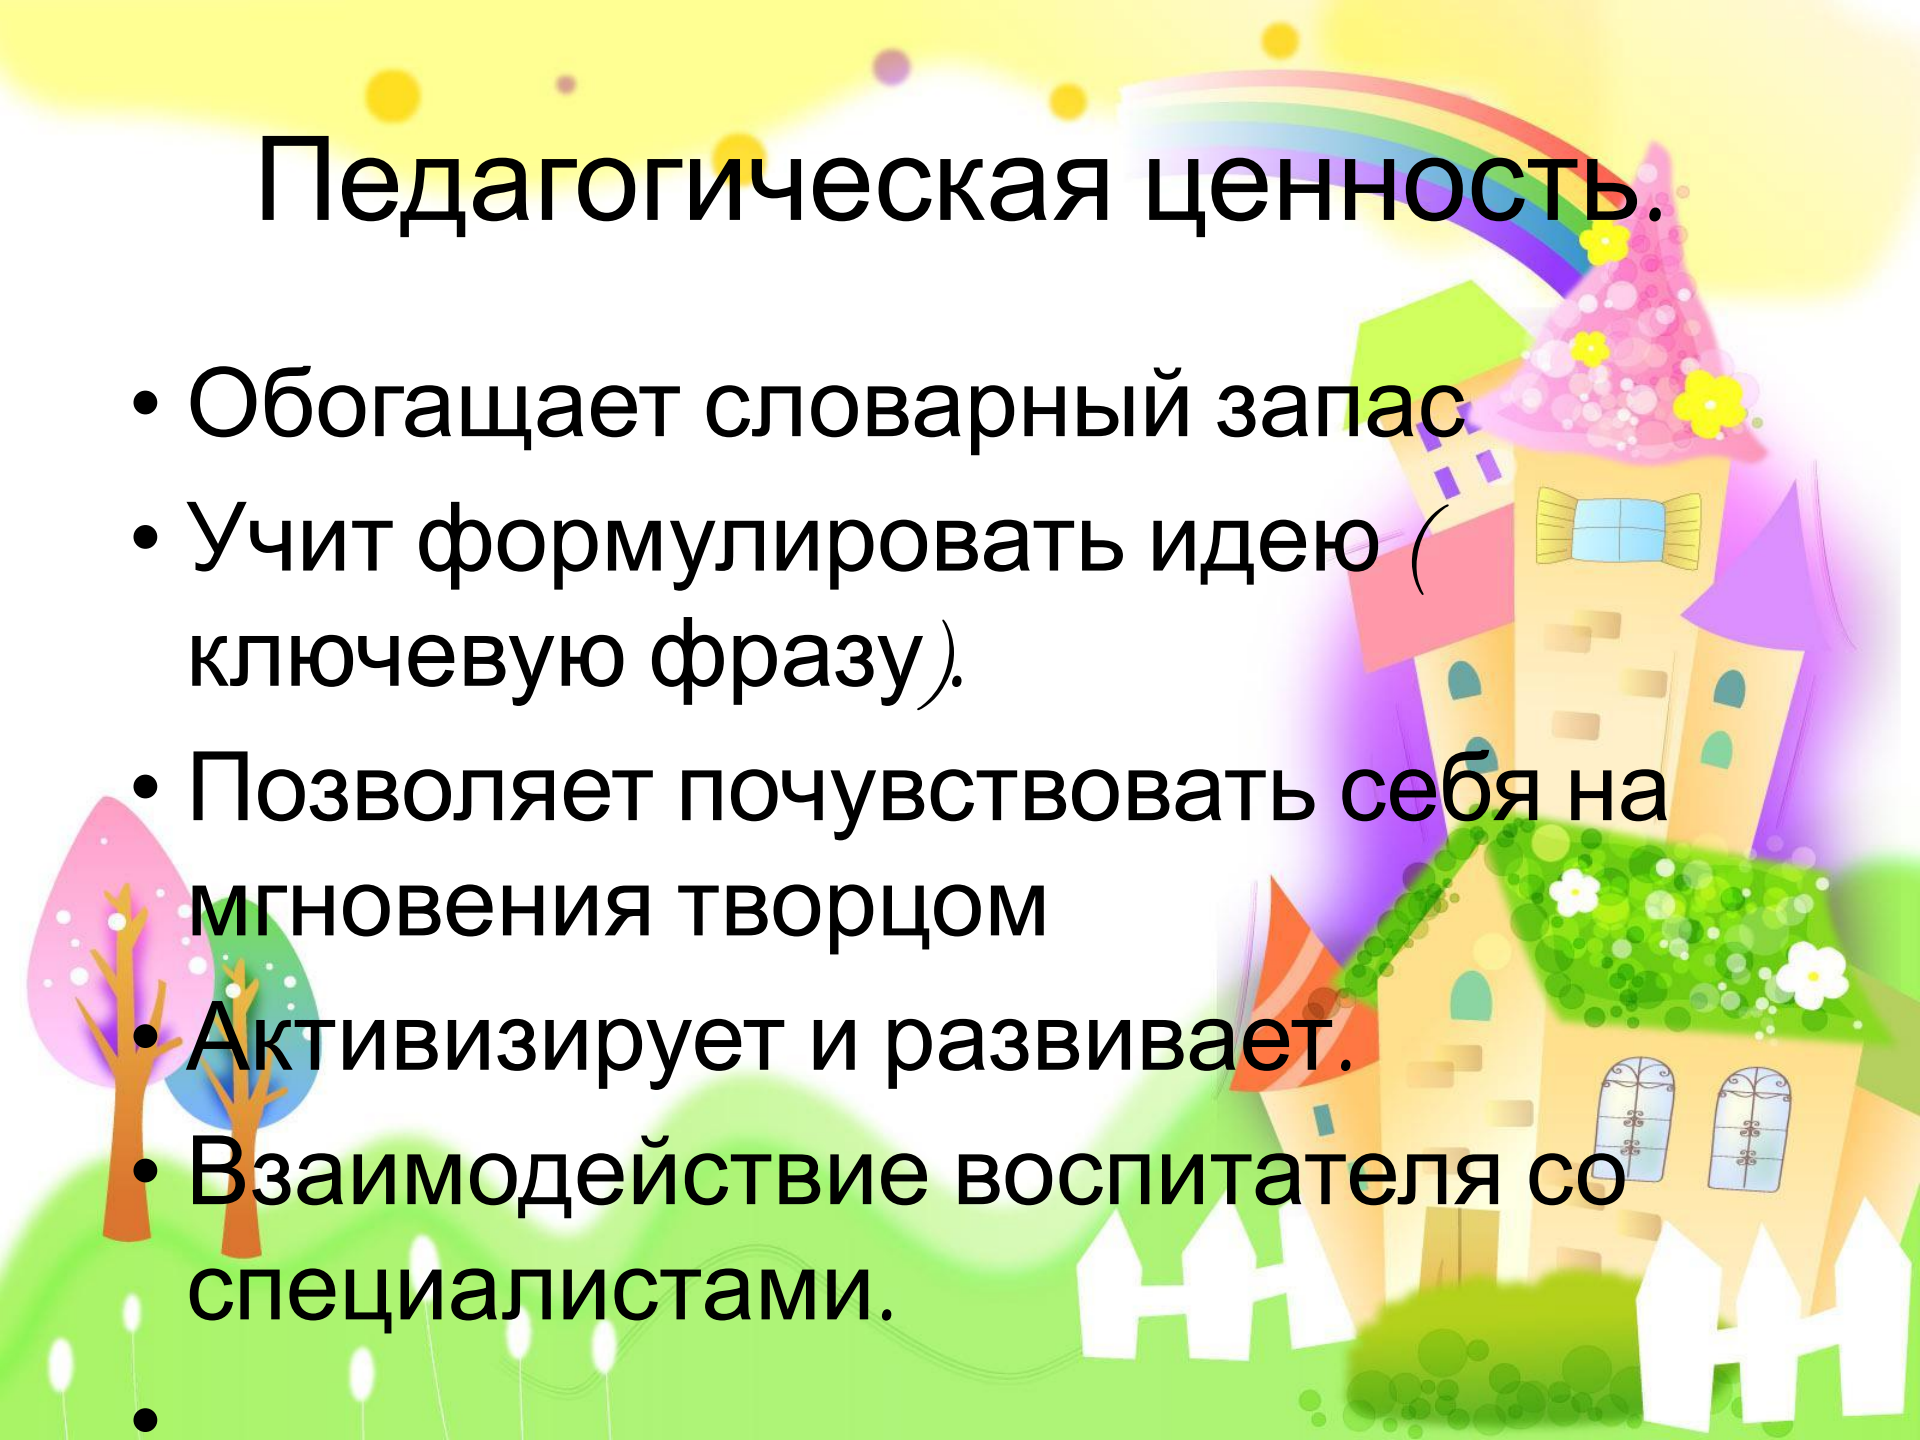 Педагогическая ценность.
• Обогащает словарный запас
• Учит формулировать идею (
ключевую фразу).
• Позволяет почувствовать себя на
мгновения творцом
• Активизирует и развивает.
• Взаимодействие воспитателя со
специалистами.
•